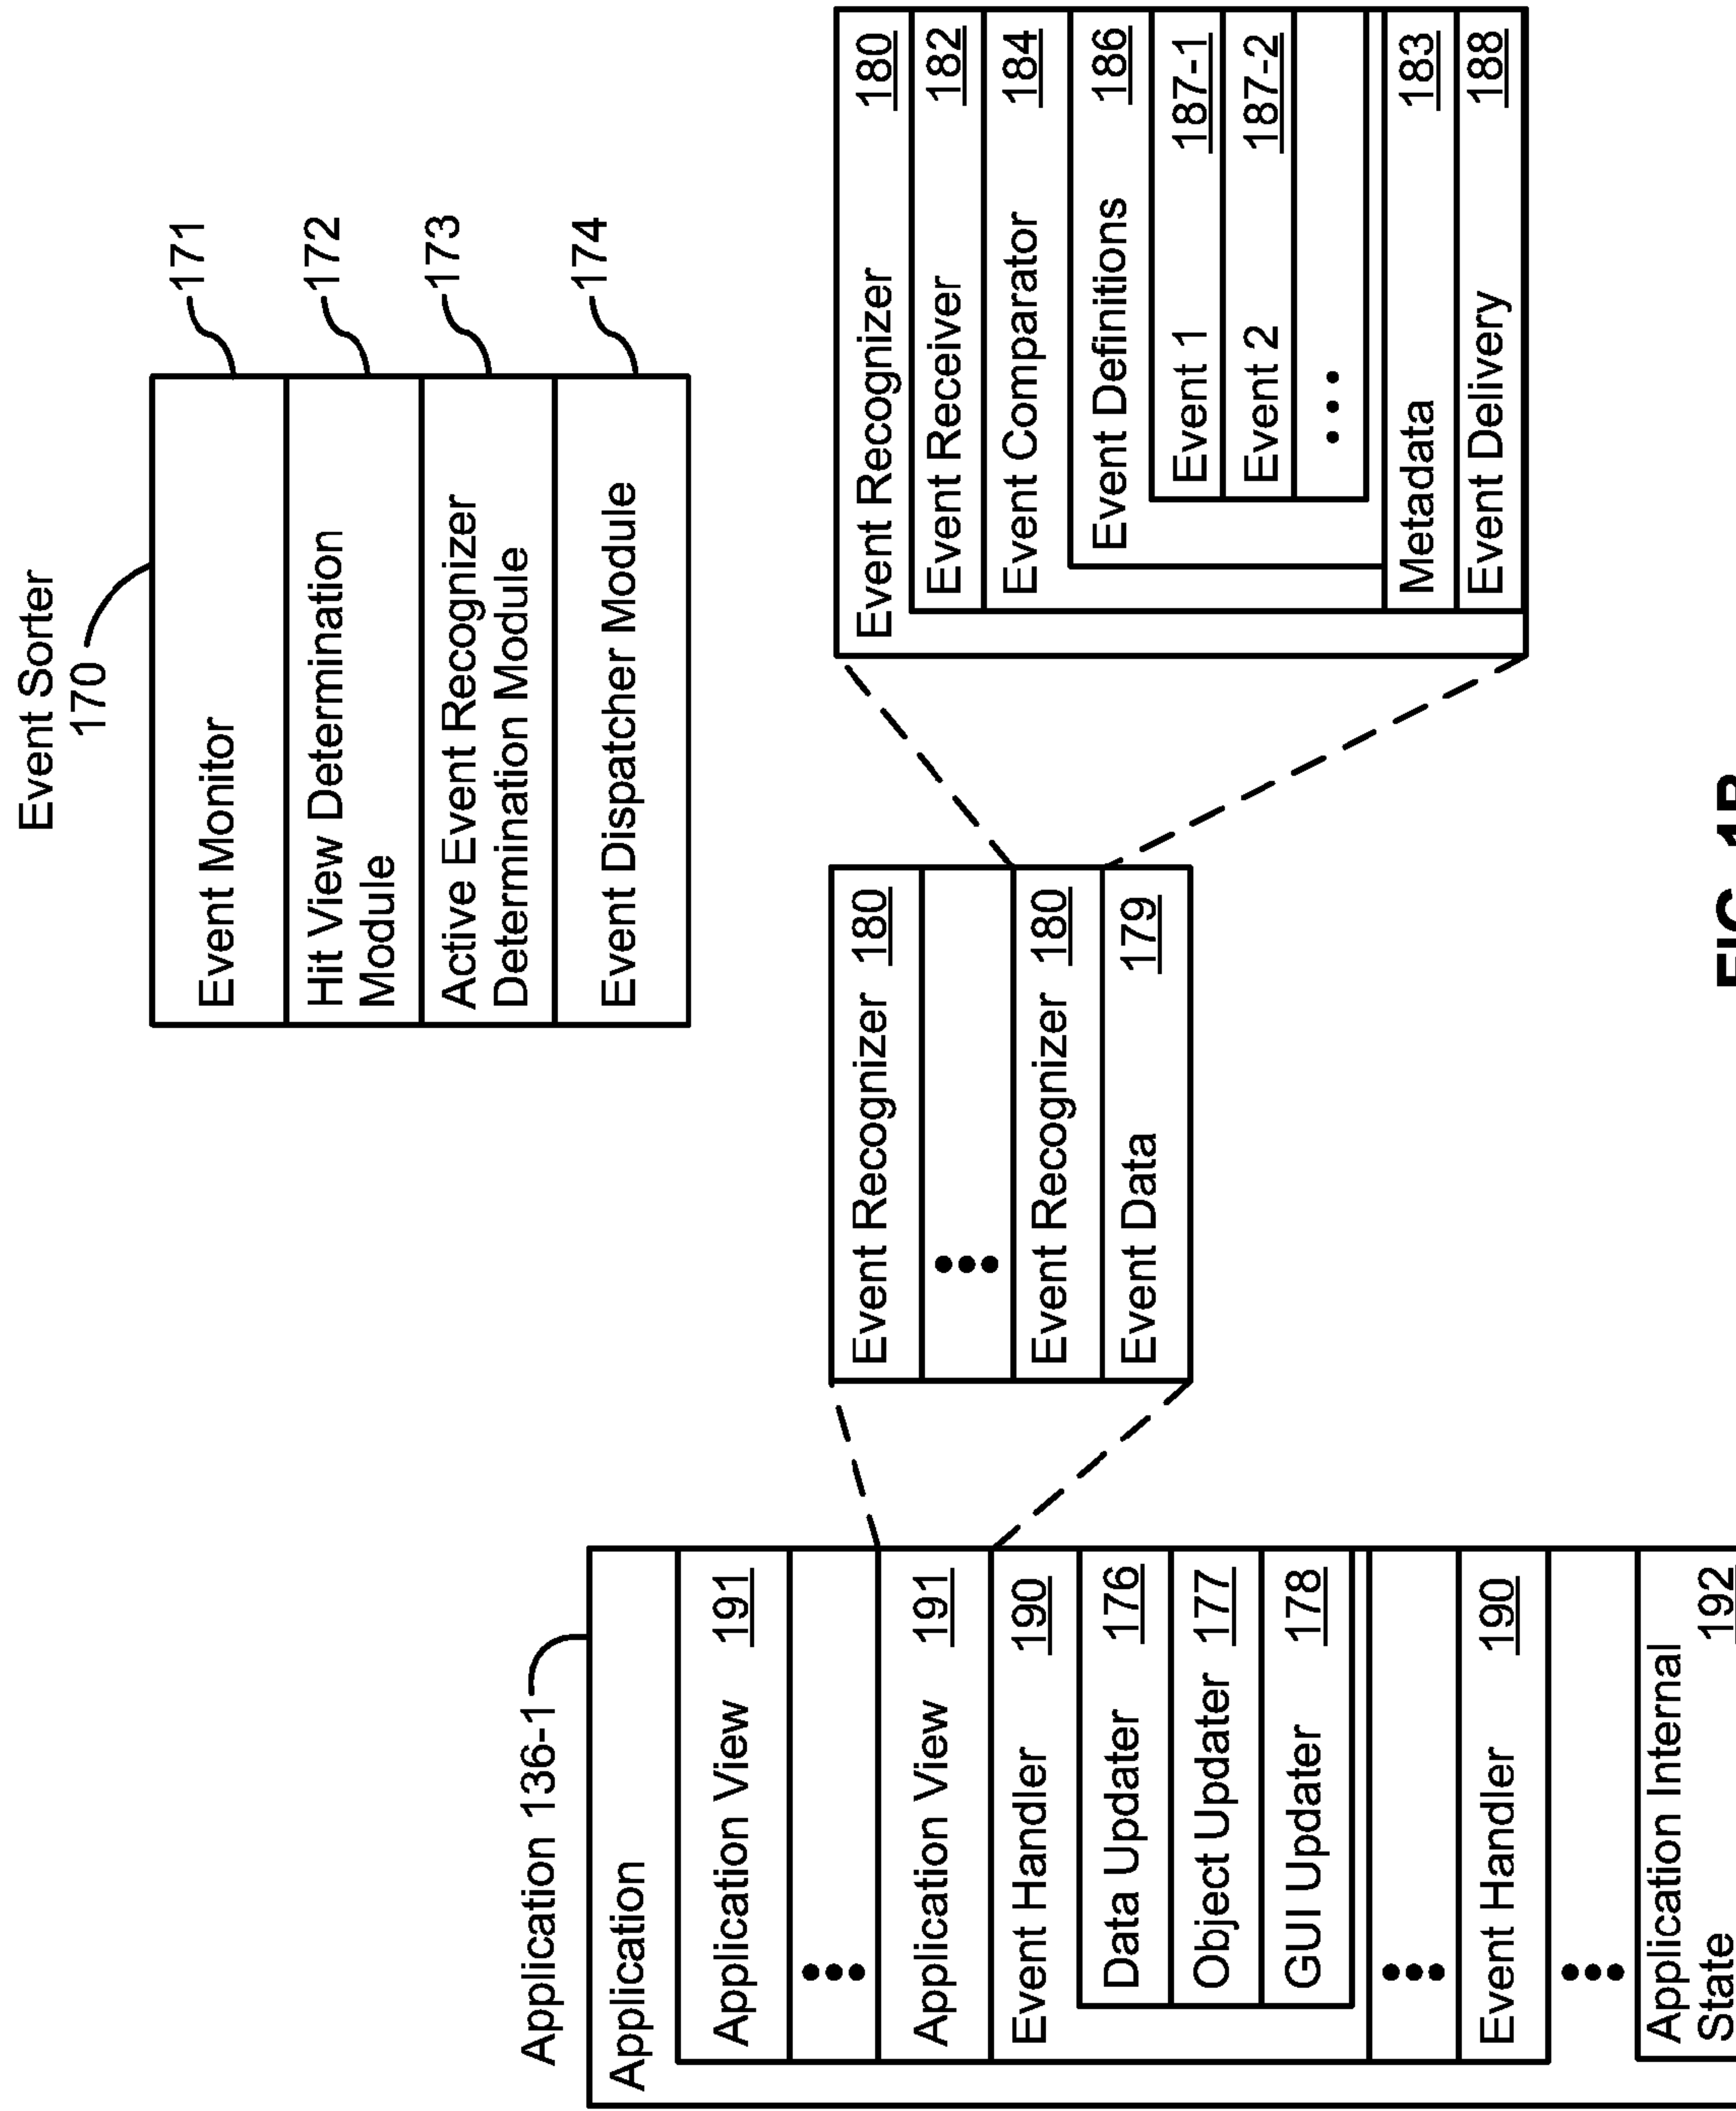 Event Sorter
170
Event Monitor
171
Hit View Determination
Module
172
Active Event Recognizer
Determination Module
173
Event Dispatcher Module
174
Application 136-1
Application
Application View 191
•••
Application View 191
Event Handler 190
Data Updater 176
Object Updater 177
GUI Updater 178
•••
Event Handler 190
•••
Application Internal
State 192
Event Recognizer 180
•••
Event Recognizer 180
Event Data 179
Event Recognizer 180
Event Receiver 182
Event Comparator 184
Event Definitions 186
Event 1 187-1
Event 2 187-2
•••
Metadata 183
Event Delivery 188